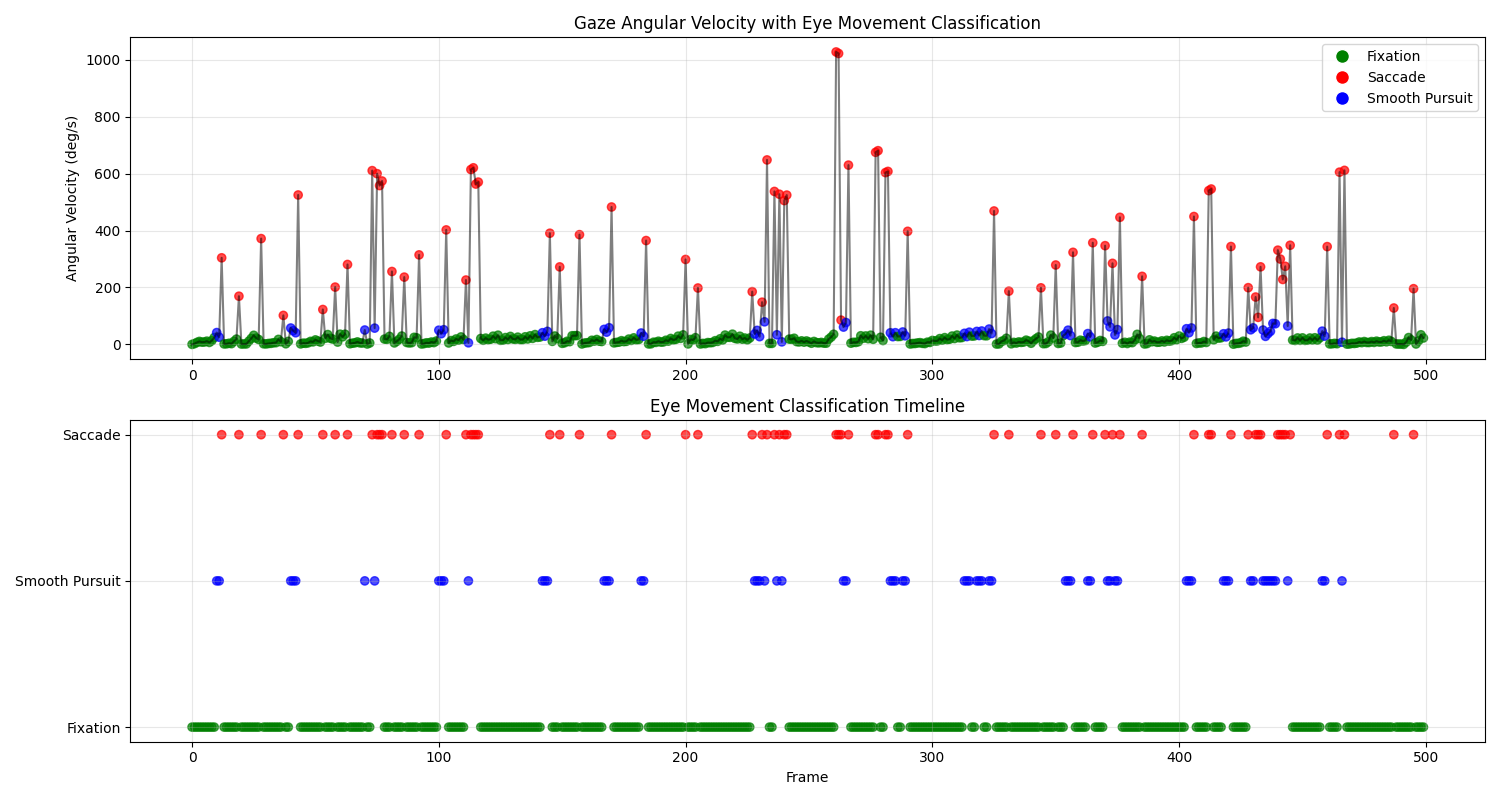 Gaze Angular Velocity with Eye Movement Classification
Angular Velocity (deg/s)
1000
800
600
400
200
0
Fixation
Saccade
Smooth Pursuit
0 100 200 300 400 500
Eye Movement Classification Timeline
Saccade
Smooth Pursuit
Fixation
0 100 200 300 400 500
Frame